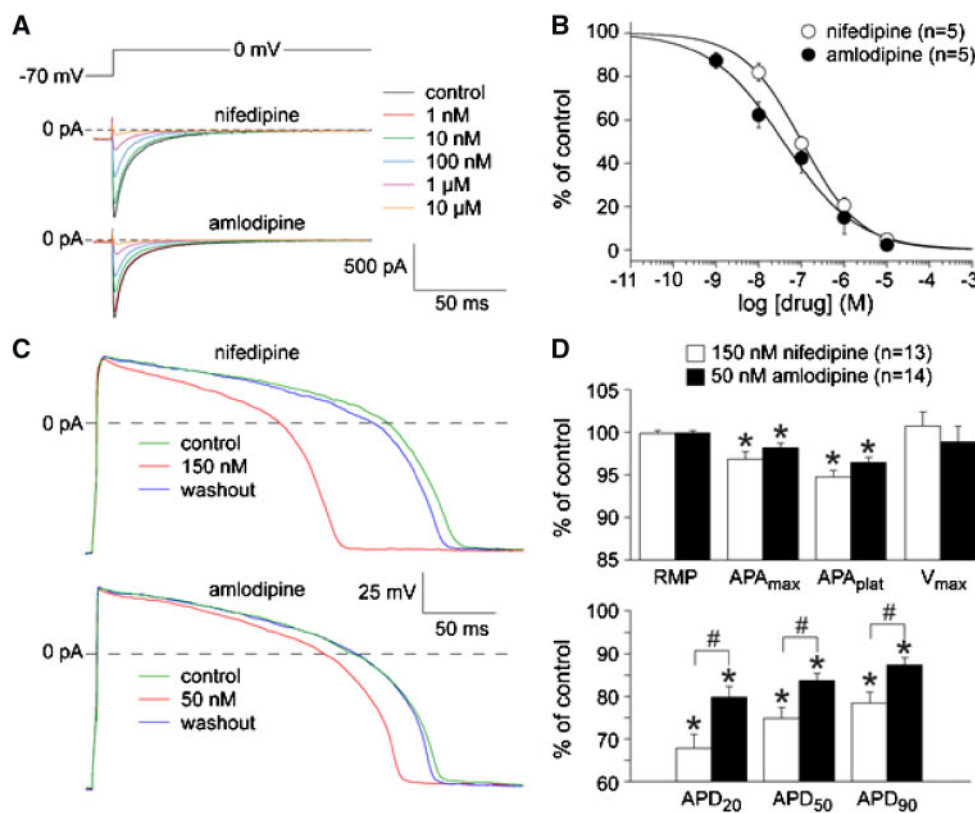 A
0 mV
-70 mV
nifedipine
0 pA
control
1 nM
10 nM
100 nM
1 μM
10 μM
amlodipine
0 pA
500 pA
50 ms
B
nifedipine (n=5)
amlodipine (n=5)
% of control
100
80
60
40
20
0
-11 -10 -9 -8 -7 -6 -5 -4 -3
log [drug] (M)
C
nifedipine
0 pA
control
150 nM
washout
amlodipine
25 mV
50 ms
0 pA
control
50 nM
washout
D
150 nM nifedipine (n=13)
50 nM amlodipine (n=14)
% of control
105
100
95
90
85
* * * *
RMP APAmax APAplat Vmax
% of control
100
90
80
70
60
# # #
* * * * * *
APD20 APD50 APD90